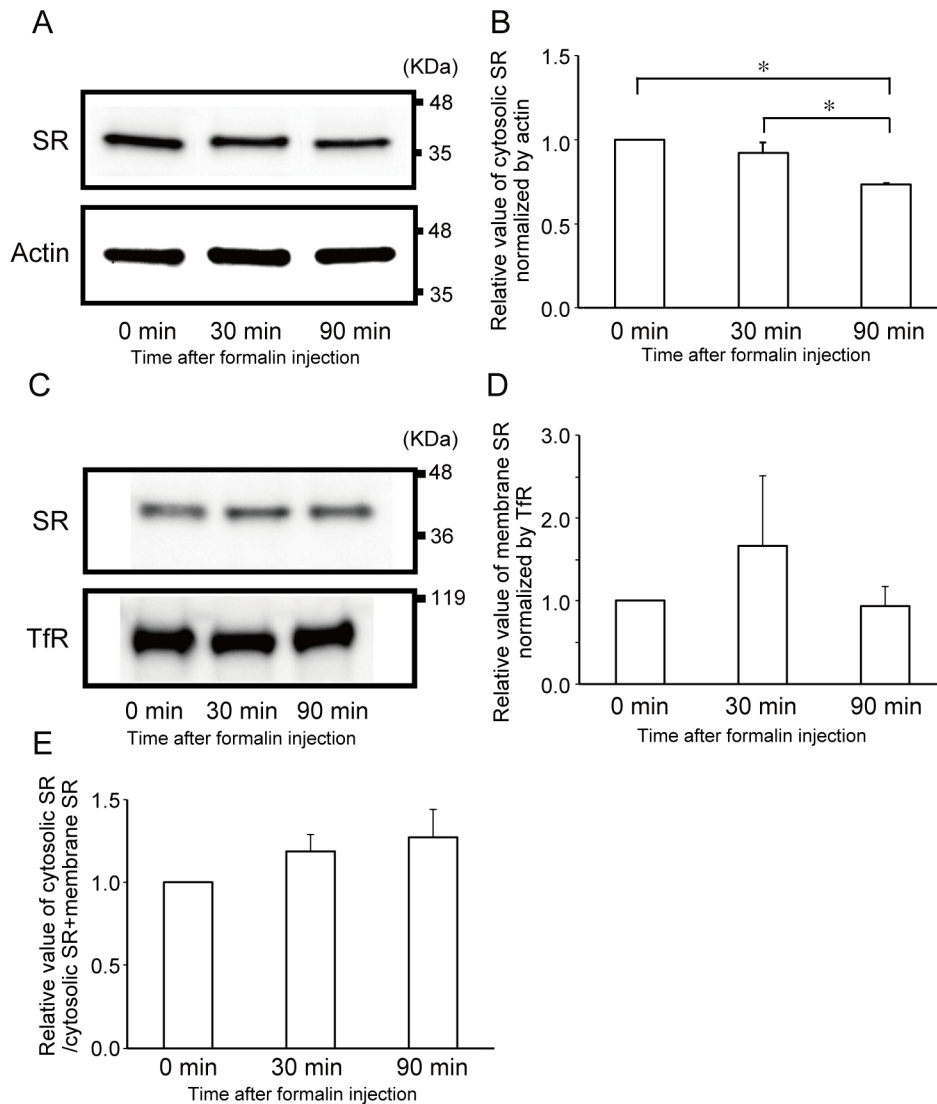 A
(KDa)
48
SR
35
48
Actin
35
0 min 30 min 90 min
Time after formalin injection
B
Relative value of cytosolic SR
normalized by actin
1.5
1.0
0.5
0.0
*
*
0 min 30 min 90 min
Time after formalin injection
C
(KDa)
48
SR
36
119
TfR
0 min 30 min 90 min
Time after formalin injection
D
Relative value of membrane SR
normalized by TfR
3.0
2.0
1.0
0.0
0 min 30 min 90 min
Time after formalin injection
E
Relative value of cytosolic SR
/cytosolic SR+membrane SR
1.5
1.0
0.5
0.0
0 min 30 min 90 min
Time after formalin injection